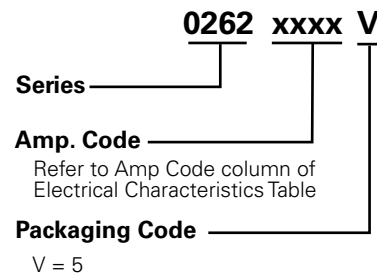 0262 xxxx V
Series
Amp. Code
Refer to Amp Code column of
Electrical Characteristics Table
Packaging Code
V = 5